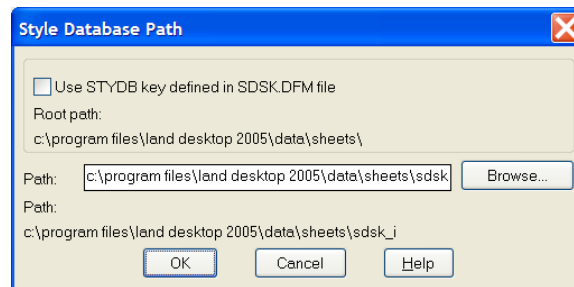 Style Database Path
Use STYDB key defined in SDSK.DFM file
Root path:
c:\program files\land desktop 2005\data\sheets\
Path: c:\program files\land desktop 2005\data\sheets\sdsk Browse...
Path:
c:\program files\land desktop 2005\data\sheets\sdsk_i
OK Cancel Help